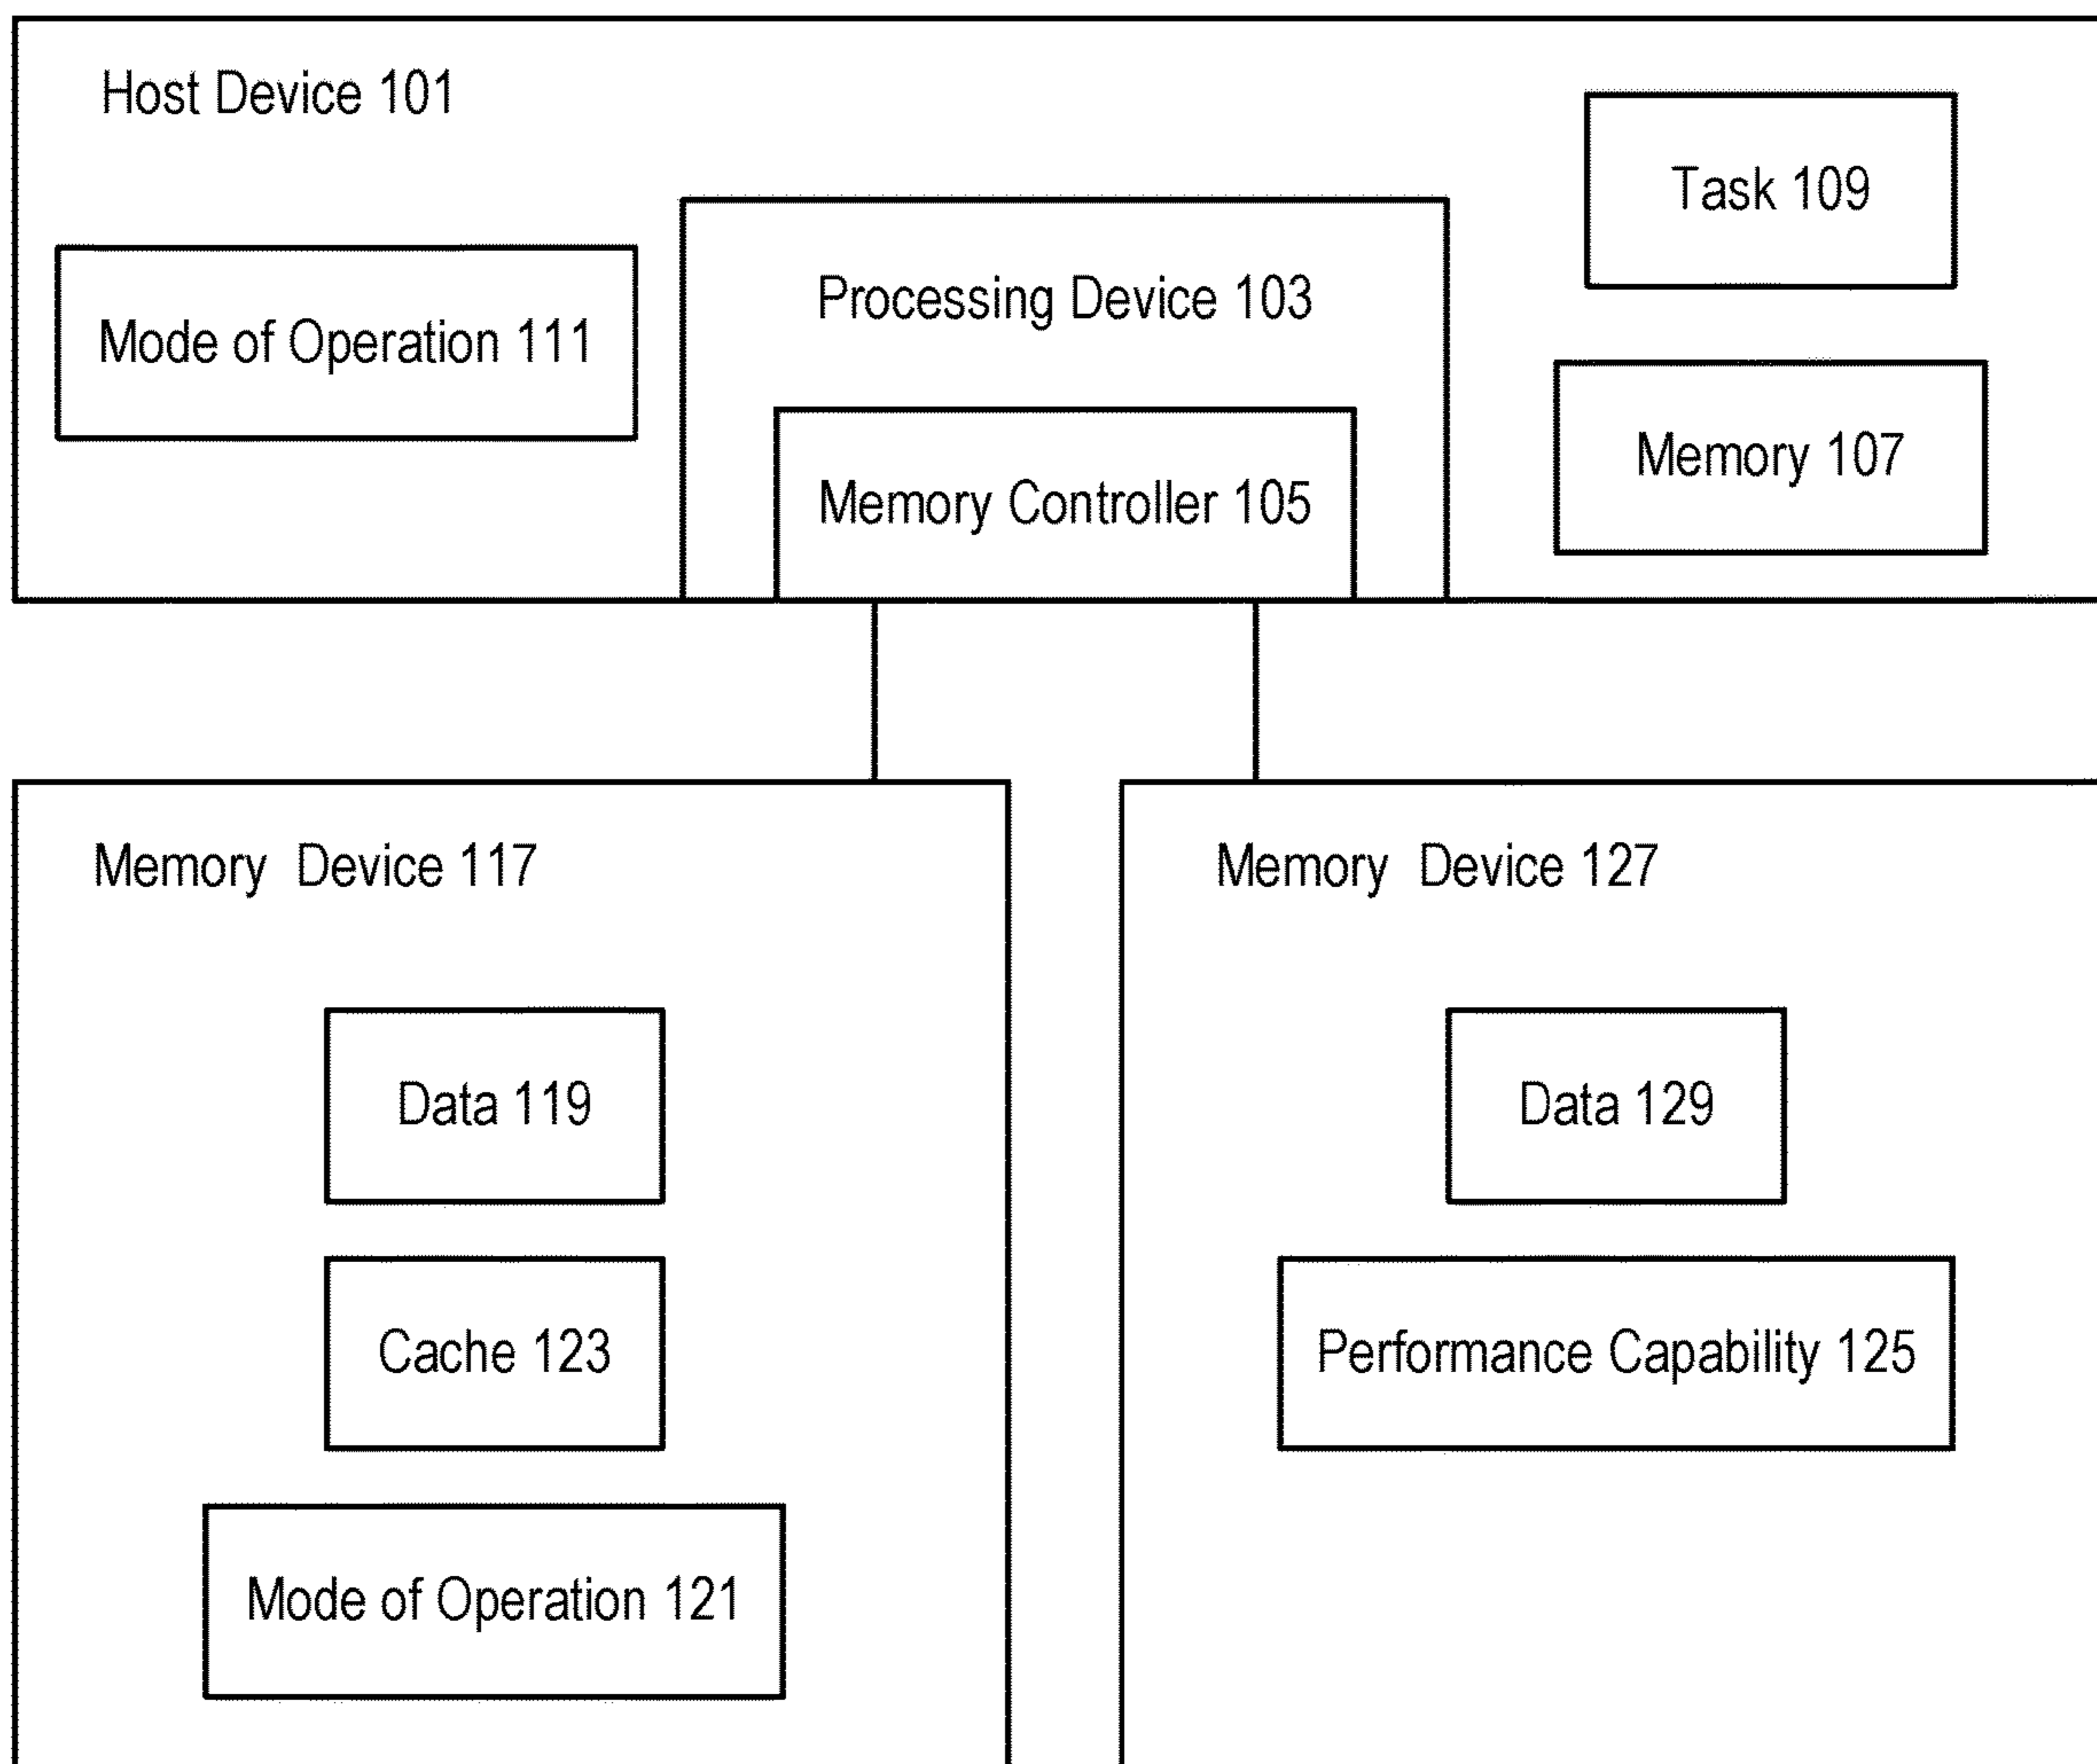 Host Device 101
Task 109
Processing Device 103
Mode of Operation 111
Memory 107
Memory Controller 105
Memory Device 117
Data 119
Cache 123
Mode of Operation 121
Memory Device 127
Data 129
Performance Capability 125